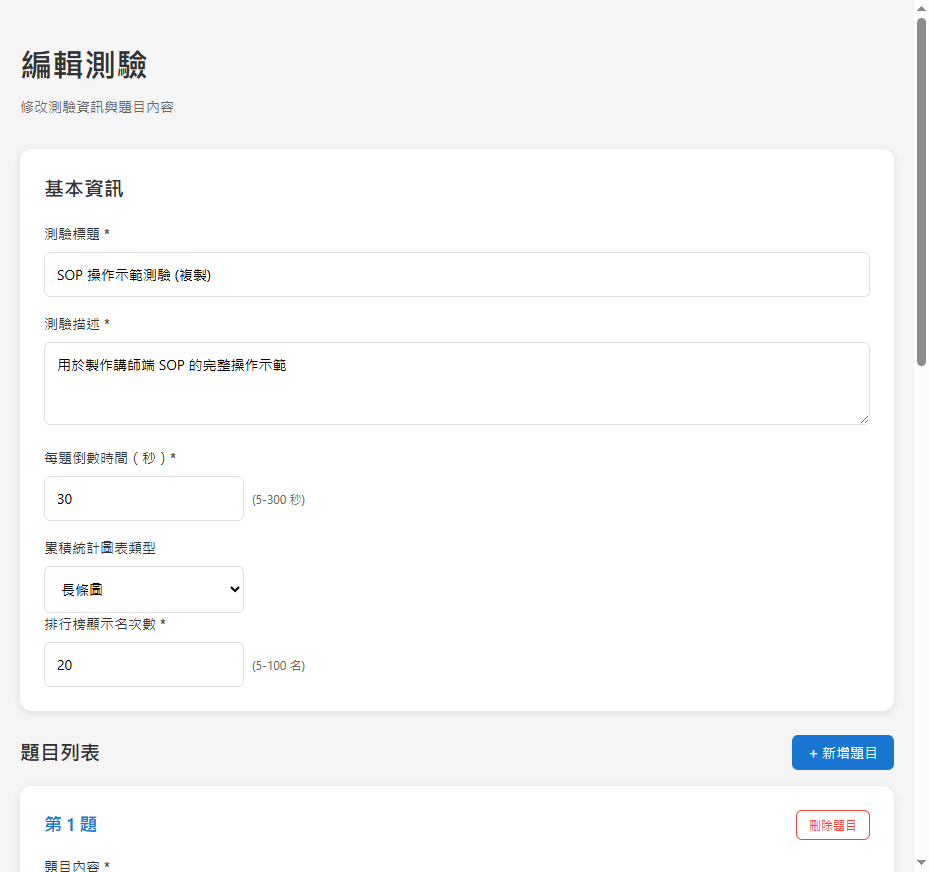 編輯測驗
修改測驗資訊與題目內容
基本資訊
測驗標題 *
SOP 操作示範測驗 (複製)
測驗描述 *
用於製作講師端 SOP 的完整操作示範
每題倒數時間（秒）*
30
(5-300 秒)
累積統計圖表類型
長條圖
排行榜顯示名次數 *
20
(5-100 名)
題目列表
+ 新增題目
第 1 題
刪除題目
題目內容 *